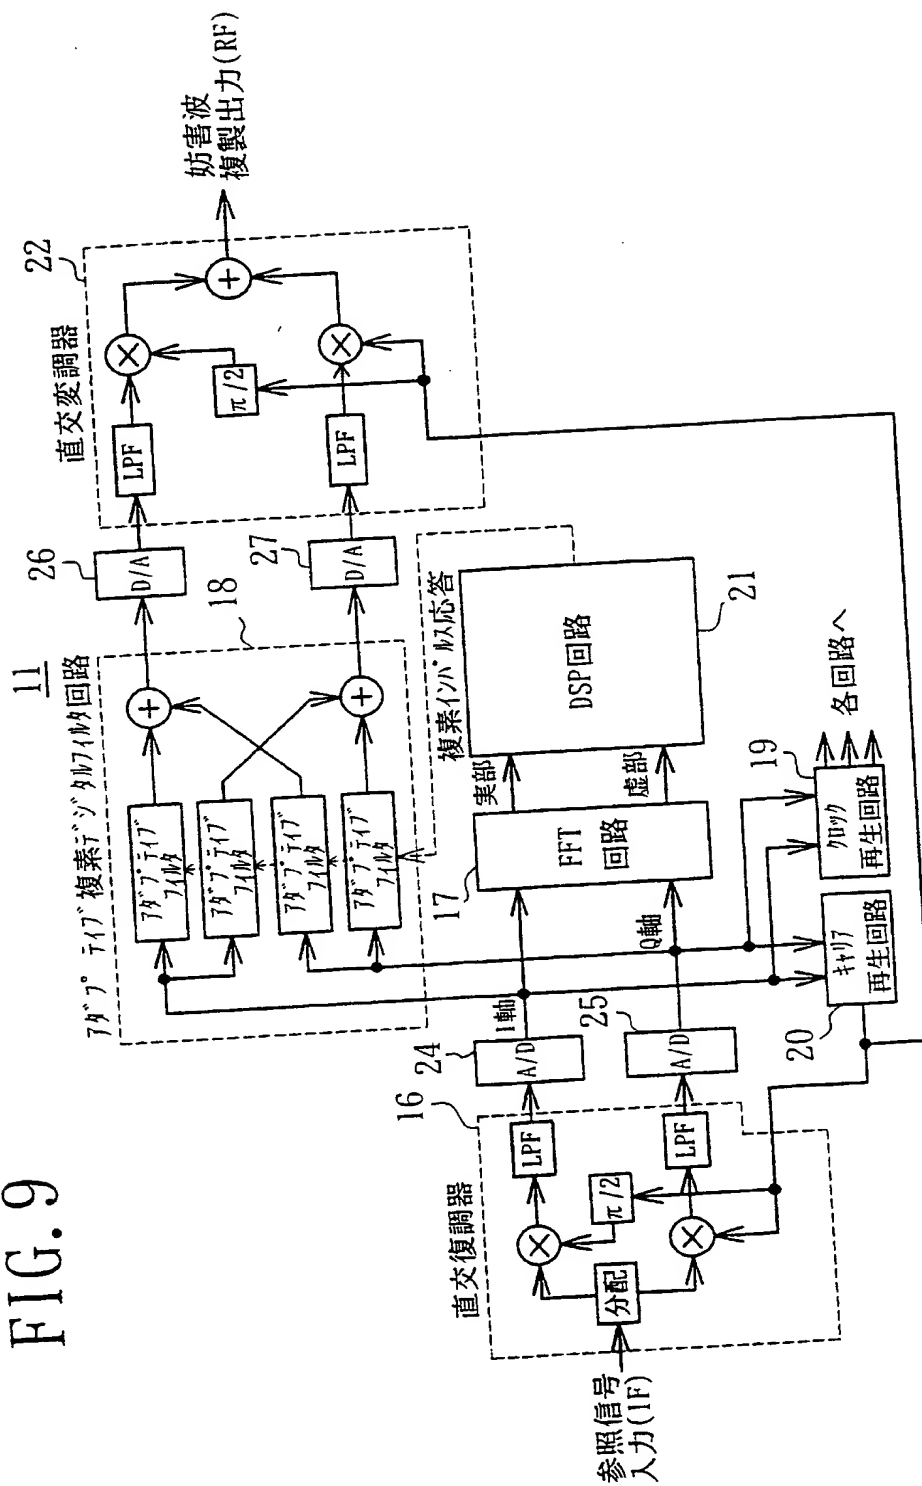 FIG.9
11
アダプティブ複素デジタルフィルタ回路
18
アダプティブ
フィルタ
アダプティブ
フィルタ
アダプティブ
フィルタ
アダプティブ
フィルタ
+
+
26
D/A
27
D/A
直交変調器
22
LPF
LPF
π/2
×
×
+
妨害波
複製出力(RF)
複素インパルス応答
参照信号
入力(IF)
直交復調器
16
分配
×
×
π/2
LPF
LPF
24
A/D
25
A/D
I軸
Q軸
17
FFT
回路
実部
虚部
DSP回路
21
20
キャリア
再生回路
19
クロック
再生回路
各回路へ